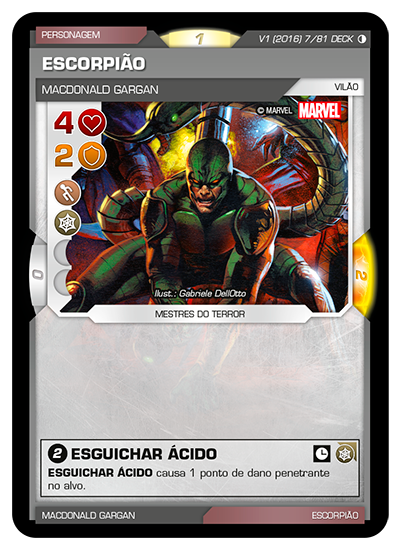 PERSONAGEM
1
V1 (2016) 7/81 DECK
ESCORPIÃO
MACDONALD GARGAN
VILÃO
© MARVEL MARVEL
4
2
0
2
Ilust.: Gabriele Dell'Otto
MESTRES DO TERROR
2 ESGUICHAR ÁCIDO
ESGUICHAR ÁCIDO causa 1 ponto de dano penetrante
no alvo.
MACDONALD GARGAN
ESCORPIÃO